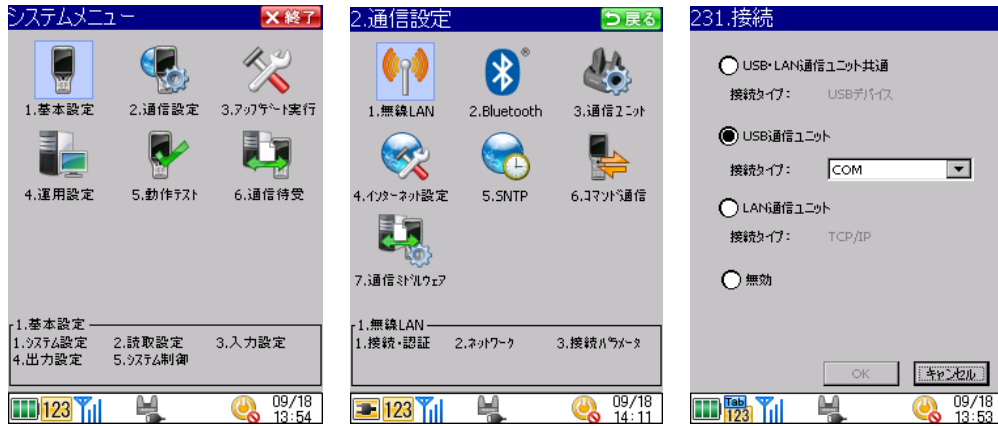 システムメニュー
×終了
1.基本設定
2.通信設定
3.ｱｯﾌﾟﾃﾞｰﾄ実行
4.運用設定
5.動作ﾃｽﾄ
6.通信待受
1.基本設定
1.ｼｽﾃﾑ設定 2.読取設定 3.入力設定
4.出力設定 5.ｼｽﾃﾑ制御
123
09/18
13:54
2.通信設定
戻る
1.無線LAN
2.Bluetooth
3.通信ﾕﾆｯﾄ
4.ｲﾝﾀｰﾈｯﾄ設定
5.SNTP
6.ｺﾏﾝﾄﾞ通信
7.通信ﾐﾄﾞﾙｳｪｱ
1.無線LAN
1.接続・認証 2.ﾈｯﾄﾜｰｸ 3.接続ﾊﾟﾗﾒｰﾀ
123
09/18
14:11
231.接続
USB・LAN通信ﾕﾆｯﾄ共通
接続ﾀｲﾌﾟ： USBﾃﾞﾊﾞｲｽ
USB通信ﾕﾆｯﾄ
接続ﾀｲﾌﾟ： COM
LAN通信ﾕﾆｯﾄ
接続ﾀｲﾌﾟ： TCP/IP
無効
OK ｷｬﾝｾﾙ
Tab
123
09/18
13:53